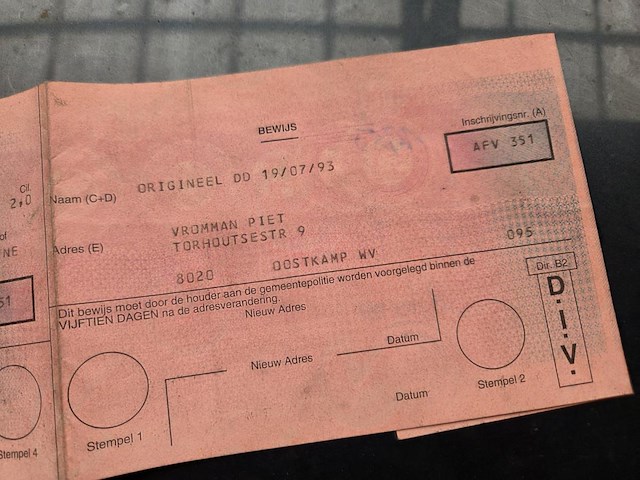 BEWIJS
Inschrijvingsnr. (A)
AFV 351
Naam (C+D)
ORIGINEEL DD 19/07/93
Adres (E)
VROMMAN PIET
TORHOUTSESTR 9
095
8020 OOSTKAMP WV
Dit bewijs moet door de houder aan de gemeentepolitie worden voorgelegd binnen de
VIJFTIEN DAGEN na de adresverandering.
Nieuw Adres
Datum
Stempel 1
Nieuw Adres
Datum
Stempel 2
Dir. B2
D.I.V.
Cil.
2,0
of
NE
51
Stempel 4